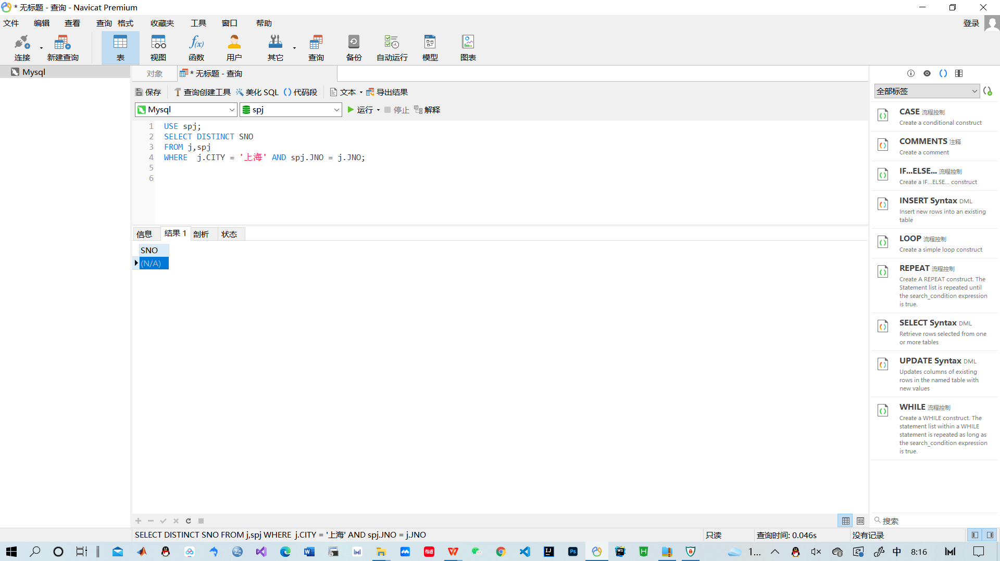 * 无标题 - 查询 - Navicat Premium
文件 编辑 查看 查询 格式 收藏夹 工具 窗口 帮助 登录
连接 新建查询 表 视图 函数 用户 其它 查询 备份 自动运行 模型 图表
Mysql
对象 * 无标题 - 查询
保存 查询创建工具 美化 SQL 代码段 文本 导出结果
Mysql spj 运行 停止 解释
1 USE spj;
2 SELECT DISTINCT SNO
3 FROM j,spj
4 WHERE  j.CITY = '上海' AND spj.JNO = j.JNO;
5
6
信息 结果 1 剖析 状态
SNO
(N/A)
全部标签
CASE 流程控制
Create a conditional construct
COMMENTS 注释
Create a comment
IF...ELSE... 流程控制
Create a IF...ELSE... construct
INSERT Syntax DML
Insert new rows into an existing
table
LOOP 流程控制
Create a simple loop construct
REPEAT 流程控制
Create A REPEAT construct. The
Statement list is repeated until
the search_condition expression
is true.
SELECT Syntax DML
Retrieve rows selected from one
or more tables
UPDATE Syntax DML
Updates columns of existing
rows in the named table with
new values
WHILE 流程控制
Create a WHILE construct. The
statement list within a WHILE
statement is repeated as long as
the search_condition expression
is true.
搜索
SELECT DISTINCT SNO FROM j,spj WHERE  j.CITY = '上海' AND spj.JNO = j.JNO 只读 查询时间: 0.046s 没有记录
1... 中 8:16